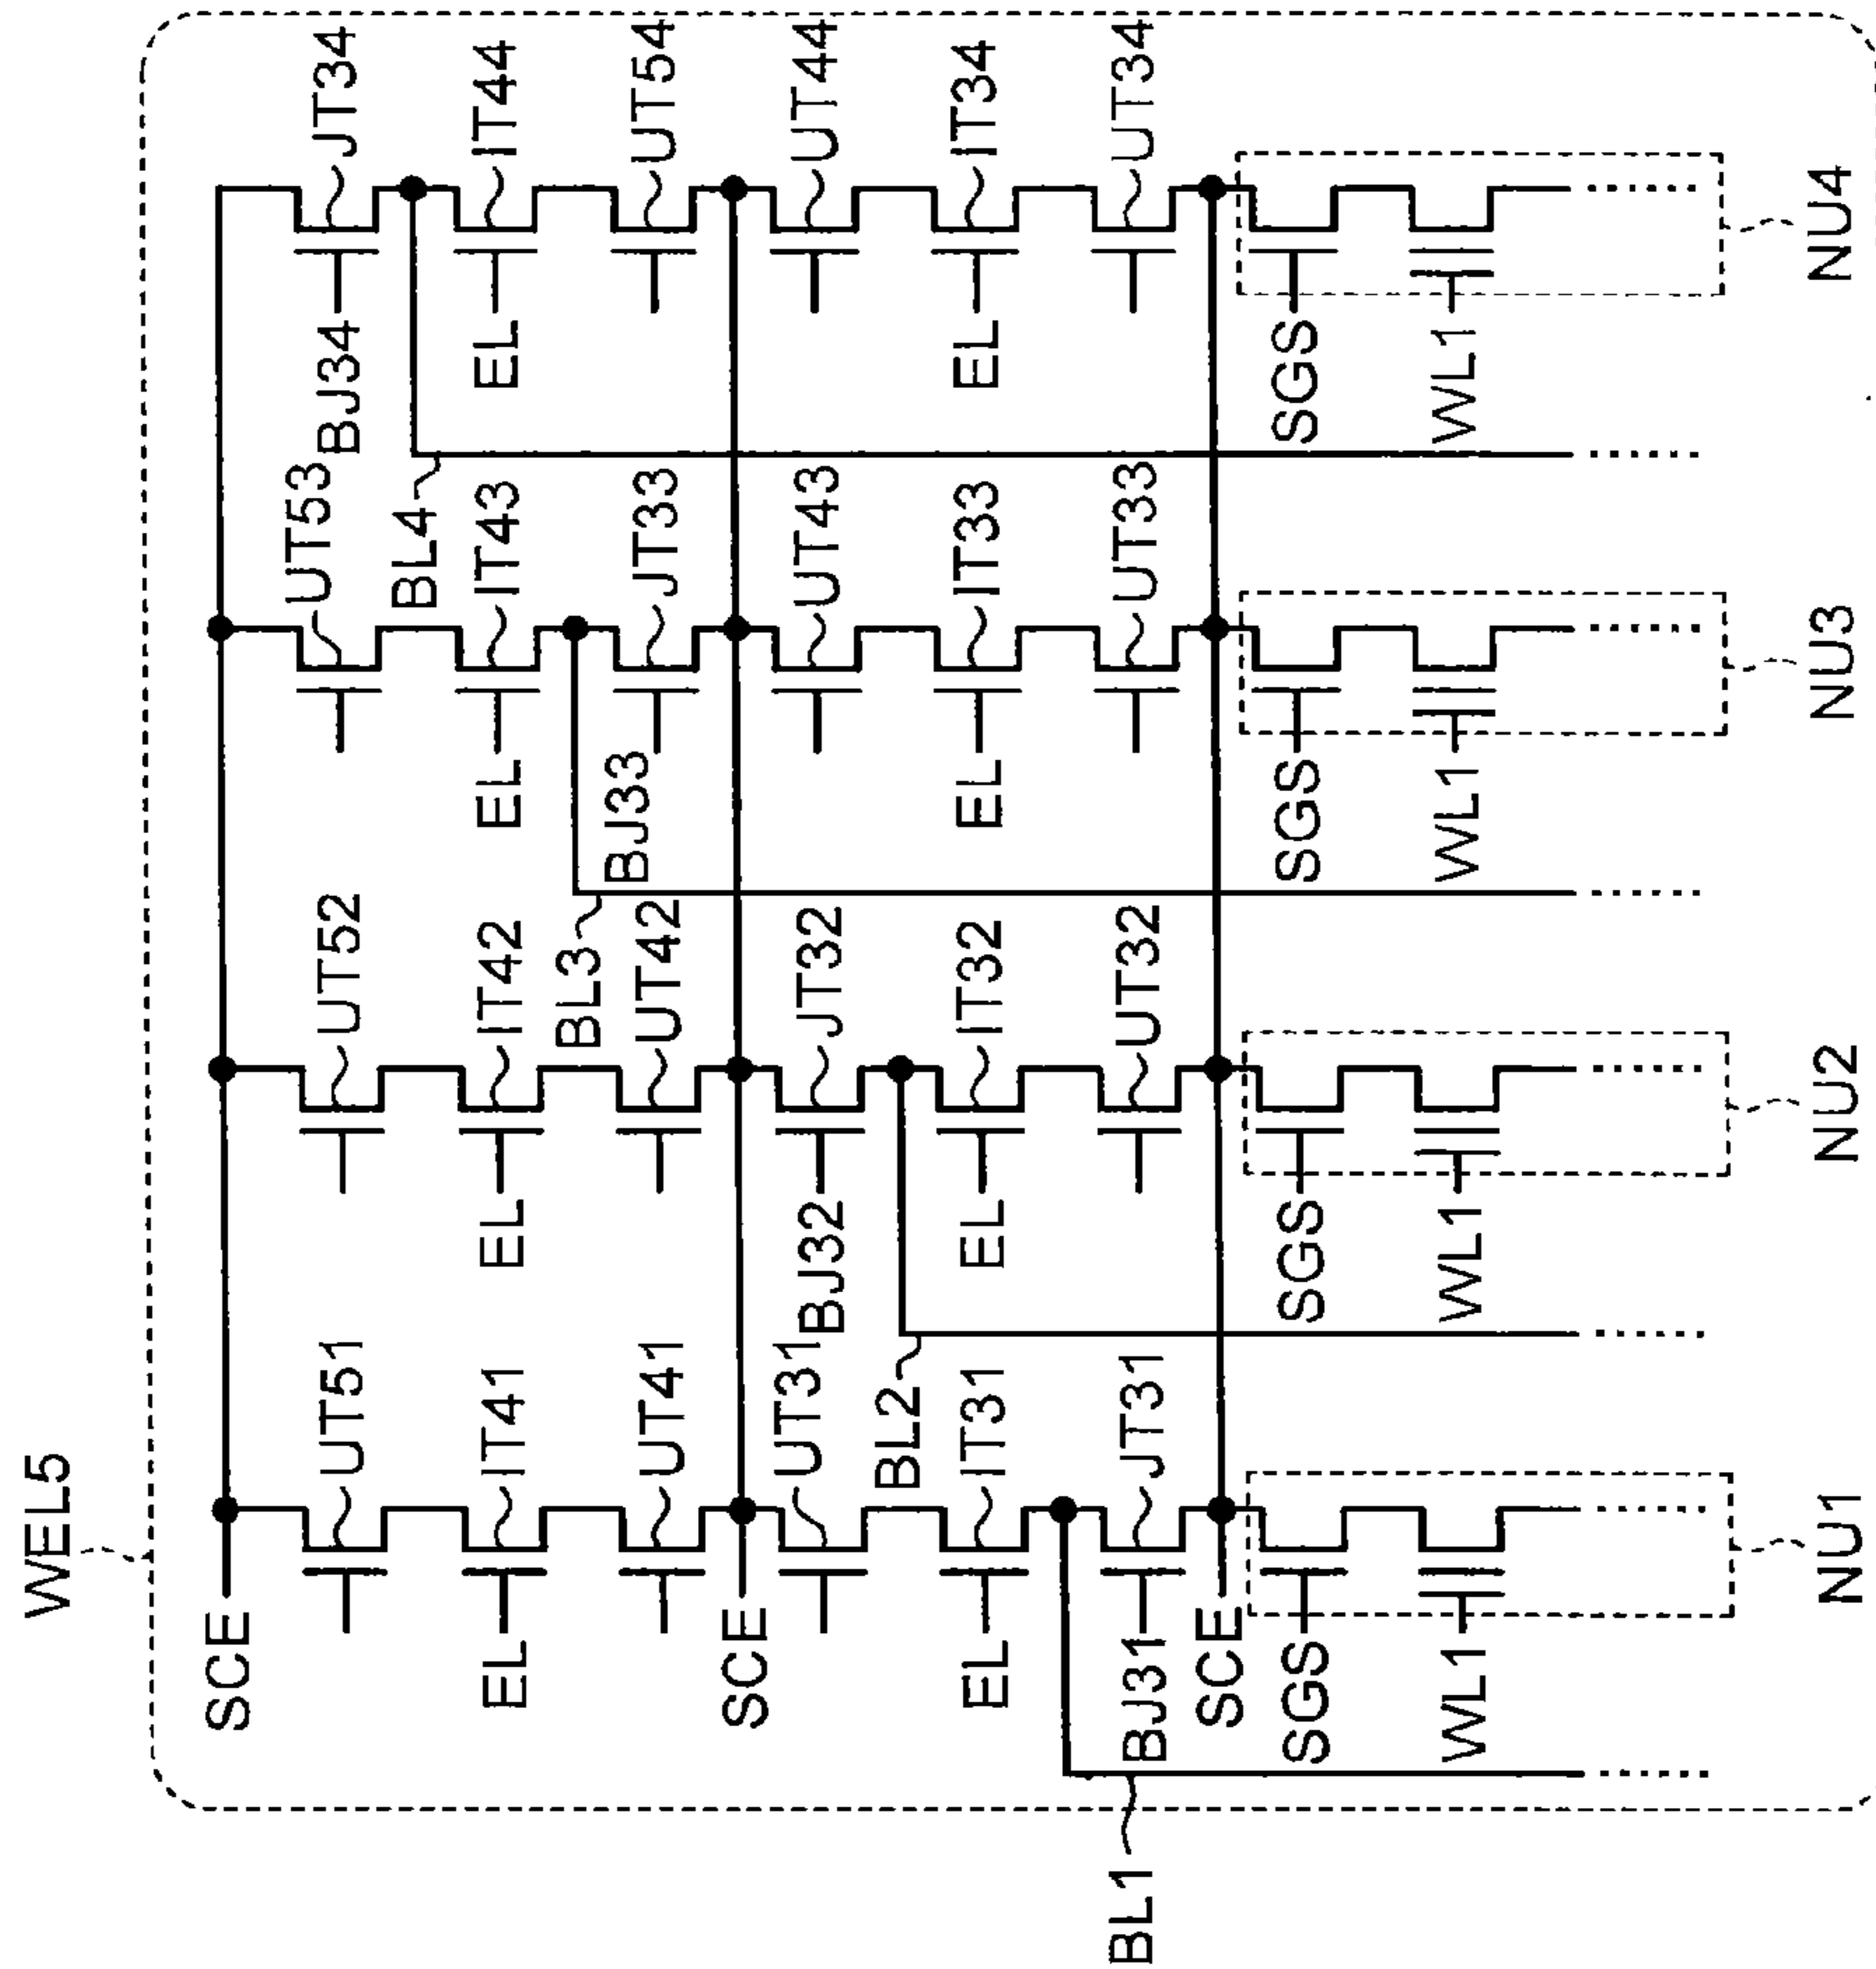 WEL5
SCE
UT51
UT52
UT53
JT34
BJ34
BL4
EL
IT41
EL
IT42
EL
IT43
EL
IT44
BL3
BJ33
UT41
UT42
JT33
UT54
SCE
UT31
BJ32
JT32
UT43
UT44
BL2
EL
IT31
EL
IT32
EL
IT33
EL
IT34
BL1
BJ31
JT31
UT32
UT33
UT34
SCE
SGS
SGS
SGS
SGS
WL1
WL1
WL1
WL1
NU1
NU2
NU3
NU4